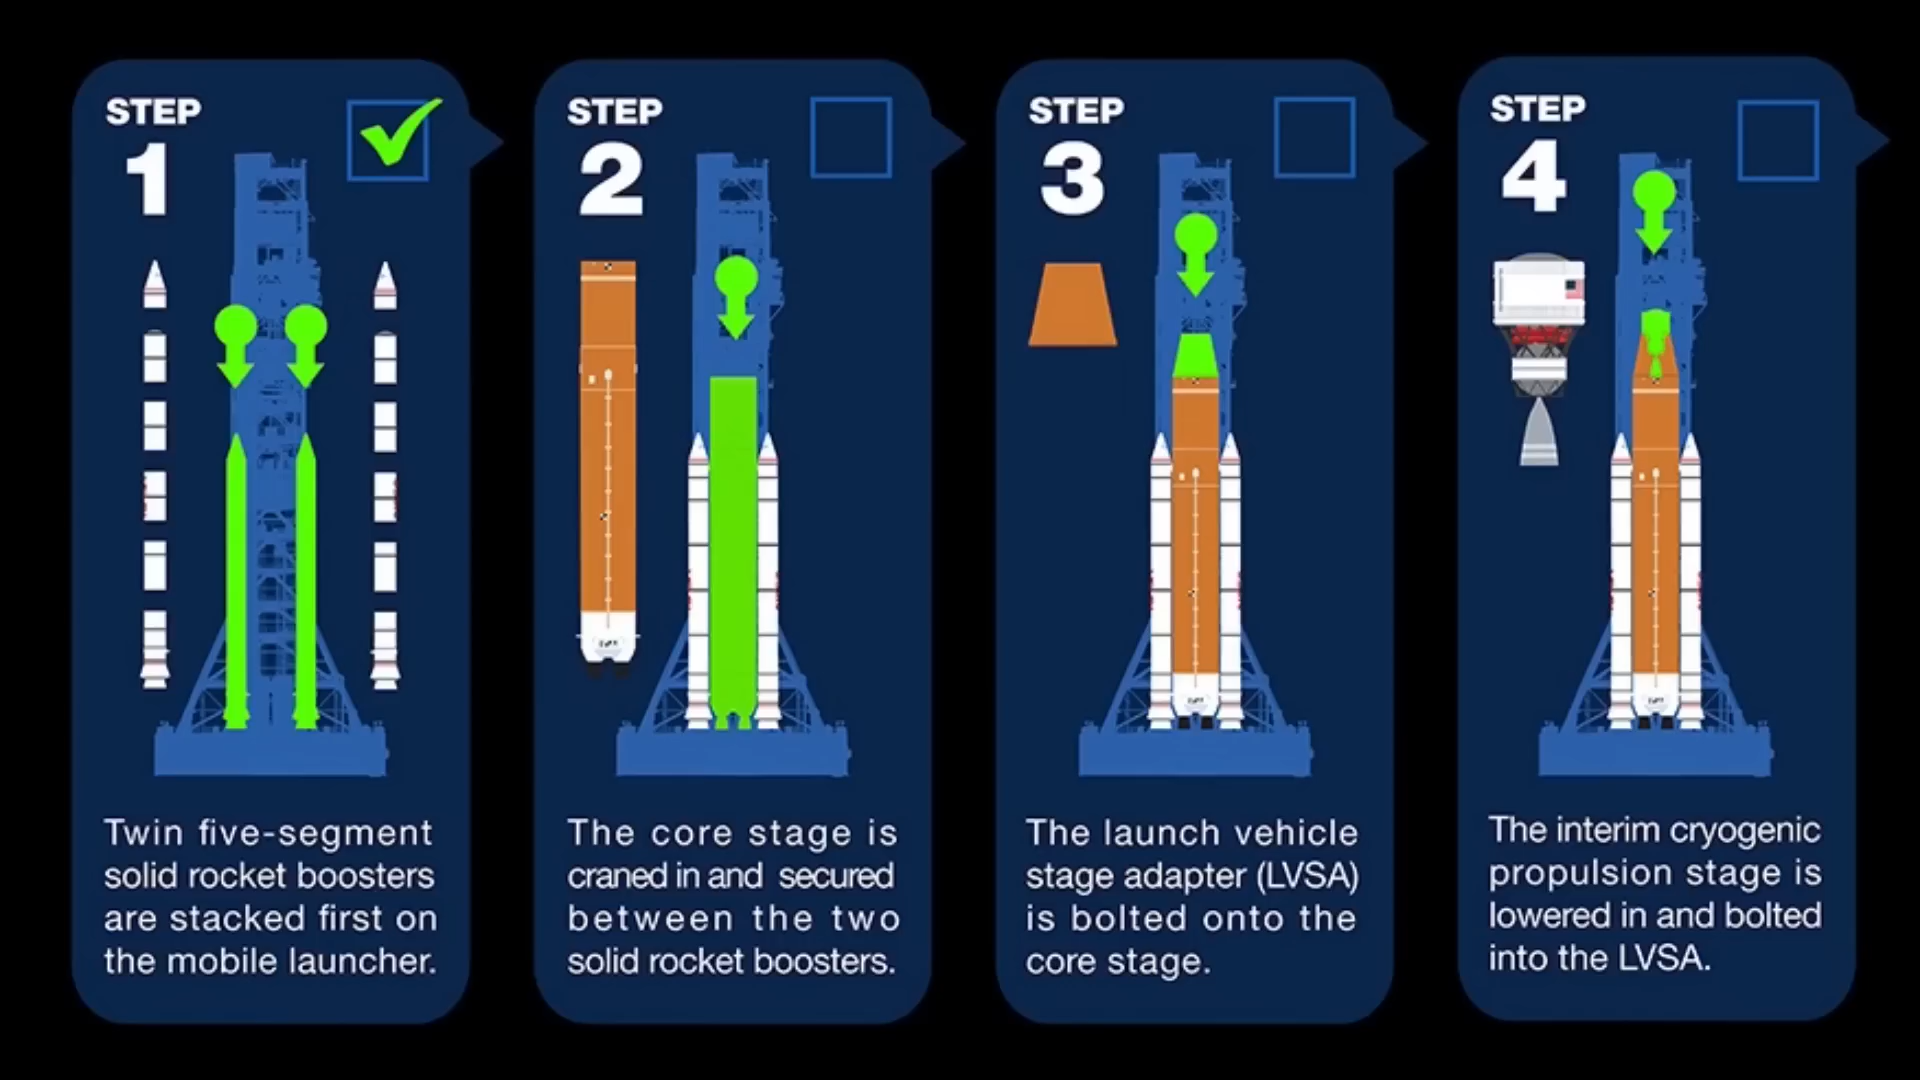 STEP
1
Twin five-segment
solid rocket boosters
are stacked first on
the mobile launcher.
STEP
2
The core stage is
craned in and secured
between the two
solid rocket boosters.
STEP
3
The launch vehicle
stage adapter (LVSA)
is bolted onto the
core stage.
STEP
4
The interim cryogenic
propulsion stage is
lowered in and bolted
into the LVSA.